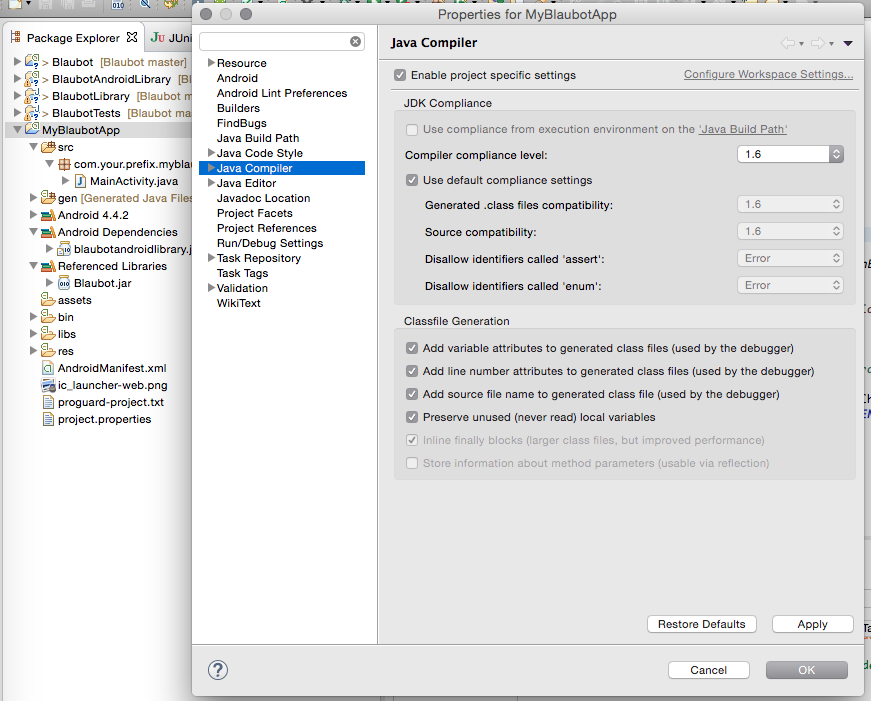 Properties for MyBlaubotApp
Package Explorer
JUni
> Blaubot [Blaubot master]
> BlaubotAndroidLibrary [Bl
> BlaubotLibrary [Blaubot m
> BlaubotTests [Blaubot ma
MyBlaubotApp
src
com.your.prefix.myblau
MainActivity.java
gen [Generated Java Files
Android 4.4.2
Android Dependencies
blaubotandroidlibrary.j
Referenced Libraries
Blaubot.jar
assets
bin
libs
res
AndroidManifest.xml
ic_launcher-web.png
proguard-project.txt
project.properties
Resource
Android
Android Lint Preferences
Builders
FindBugs
Java Build Path
Java Code Style
Java Compiler
Java Editor
Javadoc Location
Project Facets
Project References
Run/Debug Settings
Task Repository
Task Tags
Validation
WikiText
Java Compiler
Enable project specific settings
Configure Workspace Settings...
JDK Compliance
Use compliance from execution environment on the 'Java Build Path'
Compiler compliance level: 1.6
Use default compliance settings
Generated .class files compatibility: 1.6
Source compatibility: 1.6
Disallow identifiers called 'assert': Error
Disallow identifiers called 'enum': Error
Classfile Generation
Add variable attributes to generated class files (used by the debugger)
Add line number attributes to generated class files (used by the debugger)
Add source file name to generated class file (used by the debugger)
Preserve unused (never read) local variables
Inline finally blocks (larger class files, but improved performance)
Store information about method parameters (usable via reflection)
Restore Defaults
Apply
?
Cancel
OK